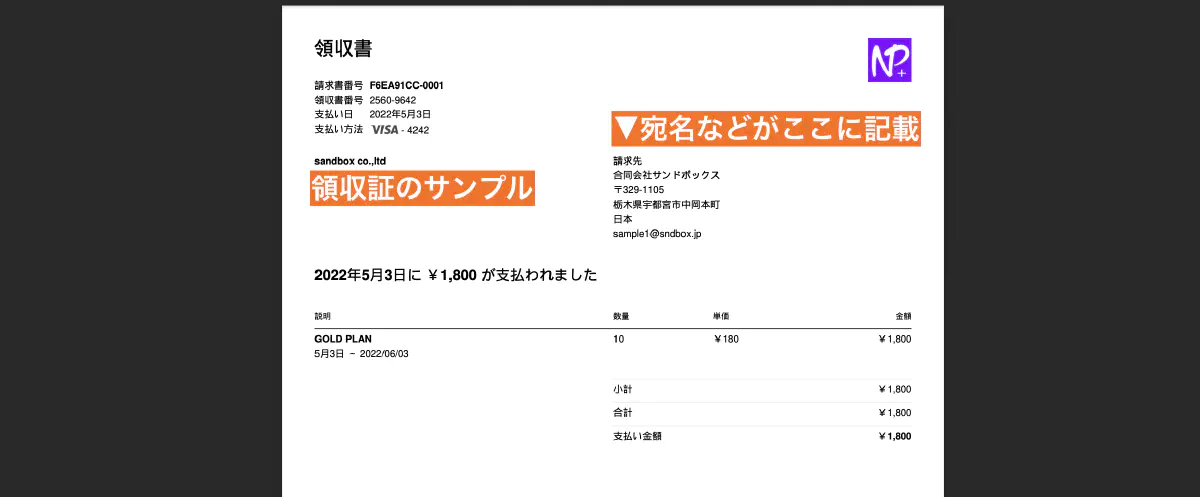 領収書
NP+
請求書番号 F6EA91CC-0001
領収書番号 2560-9642
支払い日 2022年5月3日
支払い方法 VISA - 4242
▼宛名などがここに記載
sandbox co.,ltd
領収証のサンプル
請求先
合同会社サンドボックス
〒329-1105
栃木県宇都宮市中岡本町
日本
sample1@sndbox.jp
2022年5月3日に ¥1,800 が支払われました
説明 数量 単価 金額
GOLD PLAN 10 ¥180 ¥1,800
5月3日 – 2022/06/03
小計 ¥1,800
合計 ¥1,800
支払い金額 ¥1,800